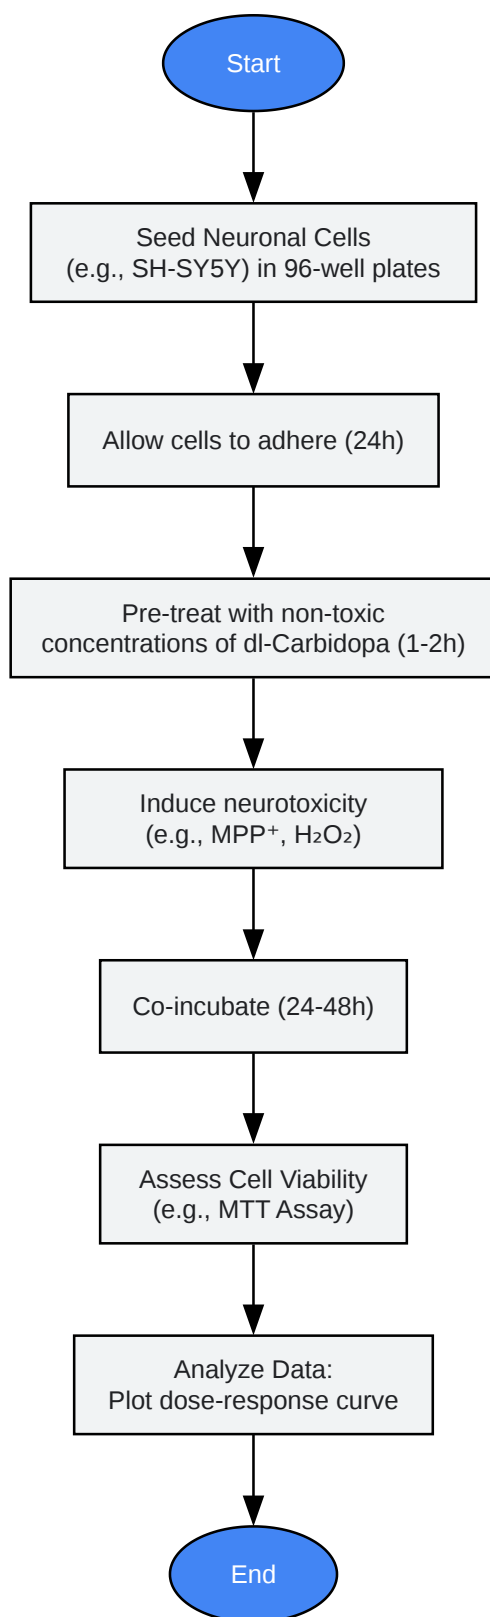 Start
Seed Neuronal Cells
(e.g., SH-SY5Y) in 96-well plates
Allow cells to adhere (24h)
Pre-treat with non-toxic
concentrations of dl-Carbidopa (1-2h)
Induce neurotoxicity
(e.g., MPP⁺, H₂O₂)
Co-incubate (24-48h)
Assess Cell Viability
(e.g., MTT Assay)
Analyze Data:
Plot dose-response curve
End